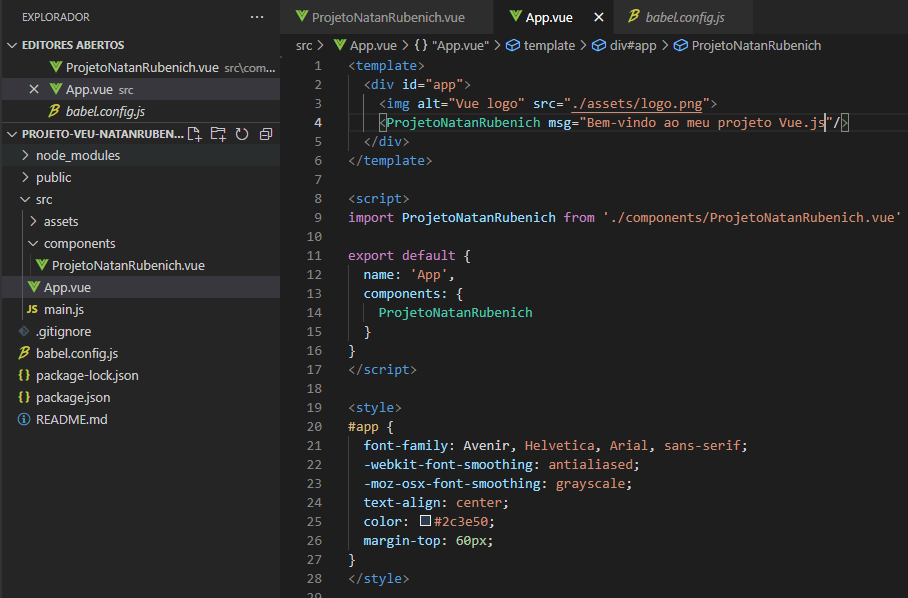 EXPLORADOR
EDITORES ABERTOS
ProjetoNatanRubenich.vue src\com...
App.vue src
babel.config.js
PROJETO-VEU-NATANRUBEN...
node_modules
public
src
assets
components
ProjetoNatanRubenich.vue
App.vue
JS main.js
.gitignore
babel.config.js
{} package-lock.json
{} package.json
README.md
ProjetoNatanRubenich.vue App.vue babel.config.js
src > App.vue > {} "App.vue" > template > div#app > ProjetoNatanRubenich
1 <template>
2 <div id="app">
3 <img alt="Vue logo" src="./assets/logo.png">
4 <ProjetoNatanRubenich msg="Bem-vindo ao meu projeto Vue.js"/>
5 </div>
6 </template>
7
8 <script>
9 import ProjetoNatanRubenich from './components/ProjetoNatanRubenich.vue'
10
11 export default {
12 name: 'App',
13 components: {
14 ProjetoNatanRubenich
15 }
16 }
17 </script>
18
19 <style>
20 #app {
21 font-family: Avenir, Helvetica, Arial, sans-serif;
22 -webkit-font-smoothing: antialiased;
23 -moz-osx-font-smoothing: grayscale;
24 text-align: center;
25 color: #2c3e50;
26 margin-top: 60px;
27 }
28 </style>
29